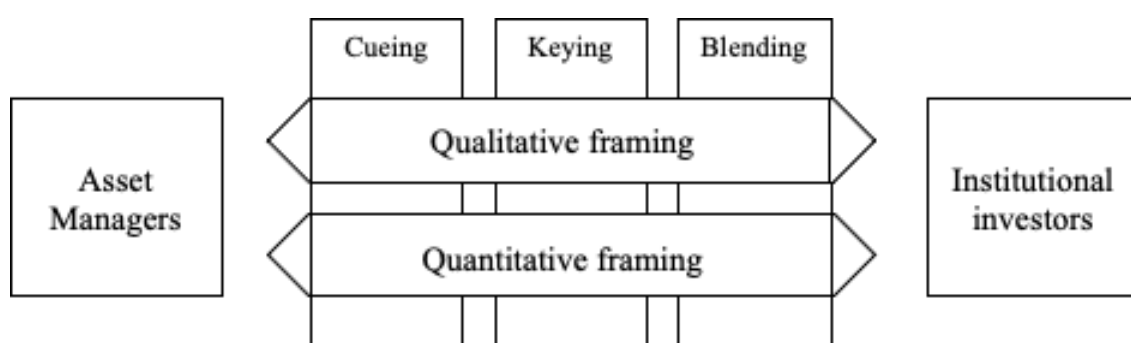 Cueing
Keying
Blending
Qualitative framing
Asset
Managers
Institutional
investors
Quantitative framing